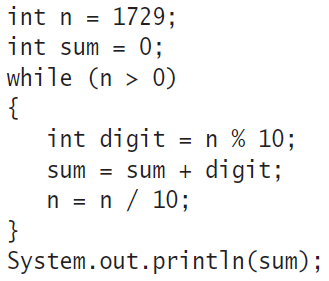 int n = 1729;
int sum = 0;
while (n > 0)
{
   int digit = n % 10;
   sum = sum + digit;
   n = n / 10;
}
System.out.println(sum);